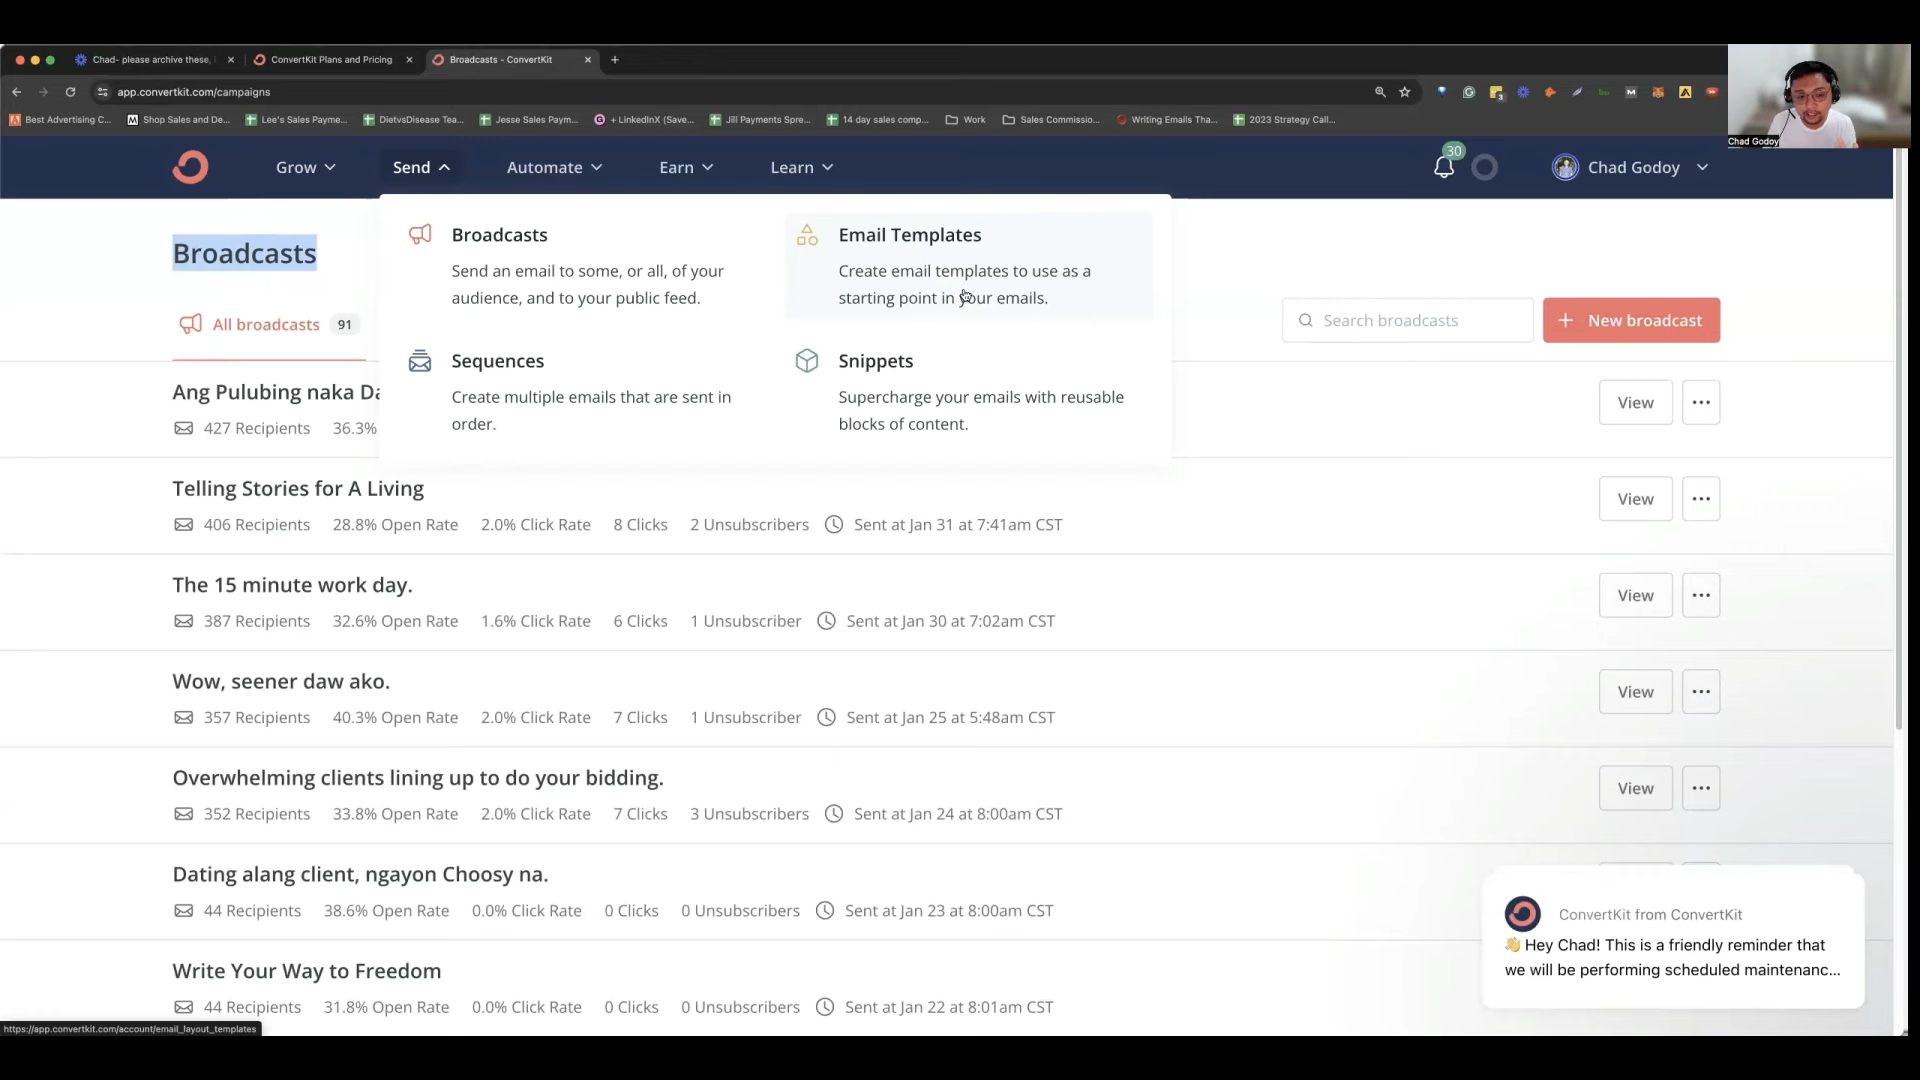 Chad- please archive these,
ConvertKit Plans and Pricing
Broadcasts - ConvertKit
app.convertkit.com/campaigns
Best Advertising C...
Shop Sales and De...
Lee's Sales Payme...
DietvsDisease Tea...
Jesse Sales Paym...
+ LinkedInX (Save...
Jill Payments Spre...
14 day sales comp...
Work
Sales Commissio...
Writing Emails Tha...
2023 Strategy Call...
Chad Godoy
Grow
Send
Automate
Earn
Learn
30
Chad Godoy
Broadcasts
Broadcasts
Send an email to some, or all, of your
audience, and to your public feed.
Email Templates
Create email templates to use as a
starting point in your emails.
Sequences
Create multiple emails that are sent in
order.
Snippets
Supercharge your emails with reusable
blocks of content.
All broadcasts 91
Search broadcasts
+ New broadcast
Ang Pulubing naka Da
427 Recipients 36.3%
View ...
Telling Stories for A Living
406 Recipients 28.8% Open Rate 2.0% Click Rate 8 Clicks 2 Unsubscribers Sent at Jan 31 at 7:41am CST
View ...
The 15 minute work day.
387 Recipients 32.6% Open Rate 1.6% Click Rate 6 Clicks 1 Unsubscriber Sent at Jan 30 at 7:02am CST
View ...
Wow, seener daw ako.
357 Recipients 40.3% Open Rate 2.0% Click Rate 7 Clicks 1 Unsubscriber Sent at Jan 25 at 5:48am CST
View ...
Overwhelming clients lining up to do your bidding.
352 Recipients 33.8% Open Rate 2.0% Click Rate 7 Clicks 3 Unsubscribers Sent at Jan 24 at 8:00am CST
View ...
Dating alang client, ngayon Choosy na.
44 Recipients 38.6% Open Rate 0.0% Click Rate 0 Clicks 0 Unsubscribers Sent at Jan 23 at 8:00am CST
Write Your Way to Freedom
44 Recipients 31.8% Open Rate 0.0% Click Rate 0 Clicks 0 Unsubscribers Sent at Jan 22 at 8:01am CST
ConvertKit from ConvertKit
👋 Hey Chad! This is a friendly reminder that
we will be performing scheduled maintenanc...
https://app.convertkit.com/account/email_layout_templates